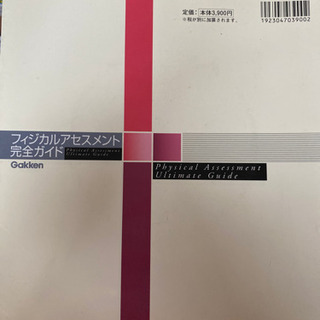 定価：本体3,900円
※税が別に加算されます。
1923047039002
フィジカルアセスメント
完全ガイド Physical Assessment
Ultimate Guide
Gakken
Physical Assessment
Ultimate Guide